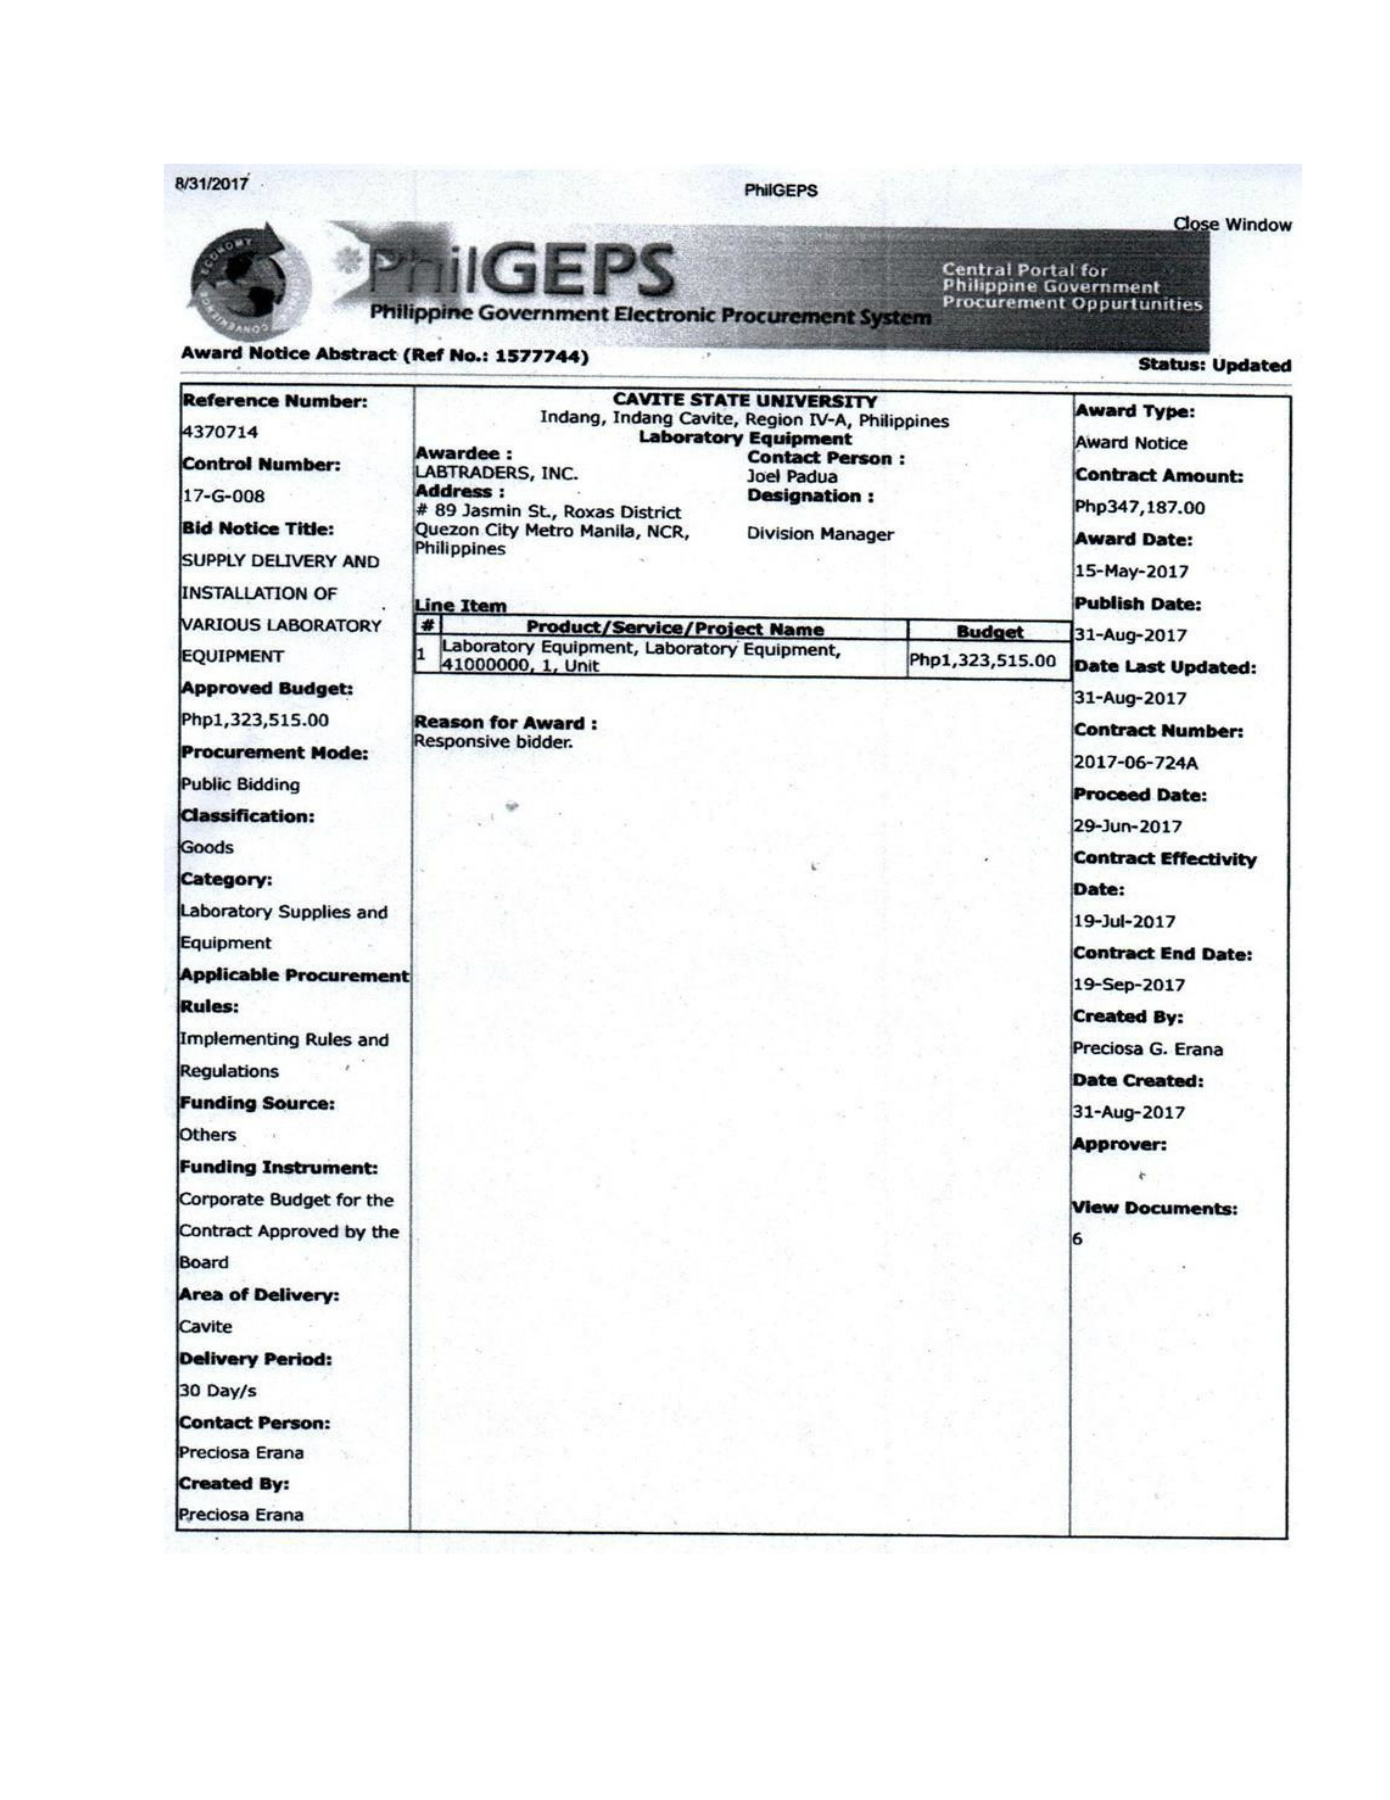 8/31/2017
PhilGEPS
Close Window
ECONOMY
PhilGEPS
Philippine Government Electronic Procurement System
Central Portal for
Philippine Government
Procurement Oppurtunities
Award Notice Abstract (Ref No.: 1577744)
Status: Updated
Reference Number:
4370714
Control Number:
17-G-008
Bid Notice Title:
SUPPLY DELIVERY AND
INSTALLATION OF
VARIOUS LABORATORY
EQUIPMENT
Approved Budget:
Php1,323,515.00
Procurement Mode:
Public Bidding
Classification:
Goods
Category:
Laboratory Supplies and
Equipment
Applicable Procurement
Rules:
Implementing Rules and
Regulations
Funding Source:
Others
Funding Instrument:
Corporate Budget for the
Contract Approved by the
Board
Area of Delivery:
Cavite
Delivery Period:
30 Day/s
Contact Person:
Preciosa Erana
Created By:
Preciosa Erana
CAVITE STATE UNIVERSITY
Indang, Indang Cavite, Region IV-A, Philippines
Laboratory Equipment
Awardee :
LABTRADERS, INC.
Address :
# 89 Jasmin St., Roxas District
Quezon City Metro Manila, NCR,
Philippines
Contact Person :
Joel Padua
Designation :
Division Manager
Line Item
# Product/Service/Project Name Budget
1 Laboratory Equipment, Laboratory Equipment,
41000000, 1, Unit Php1,323,515.00
Reason for Award :
Responsive bidder.
Award Type:
Award Notice
Contract Amount:
Php347,187.00
Award Date:
15-May-2017
Publish Date:
31-Aug-2017
Date Last Updated:
31-Aug-2017
Contract Number:
2017-06-724A
Proceed Date:
29-Jun-2017
Contract Effectivity
Date:
19-Jul-2017
Contract End Date:
19-Sep-2017
Created By:
Preciosa G. Erana
Date Created:
31-Aug-2017
Approver:
View Documents:
6